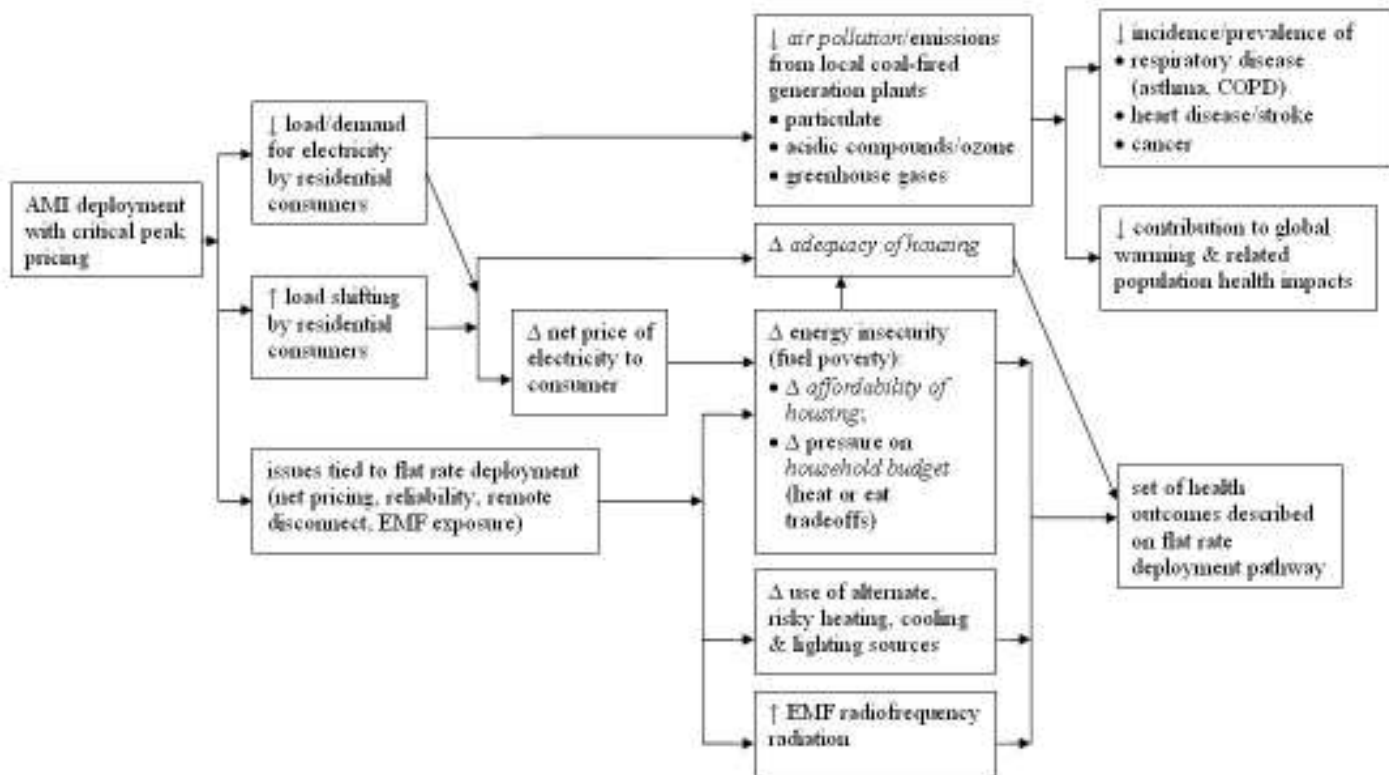 AMI deployment
with critical peak
pricing
↓ load/demand
for electricity
by residential
consumers
↑ load shifting
by residential
consumers
issues tied to flat rate deployment
(net pricing, reliability, remote
disconnect, EMF exposure)
Δ net price of
electricity to
consumer
↓ air pollution/emissions
from local coal-fired
generation plants
• particulate
• acidic compounds/ozone
• greenhouse gases
Δ adequacy of housing
Δ energy insecurity
(fuel poverty):
• Δ affordability of
housing;
• Δ pressure on
household budget
(heat or eat
tradeoffs)
Δ use of alternate,
risky heating, cooling
& lighting sources
↑ EMF radiofrequency
radiation
↓ incidence/prevalence of
• respiratory disease
(asthma, COPD)
• heart disease/stroke
• cancer
↓ contribution to global
warming & related
population health impacts
set of health
outcomes described
on flat rate
deployment pathway